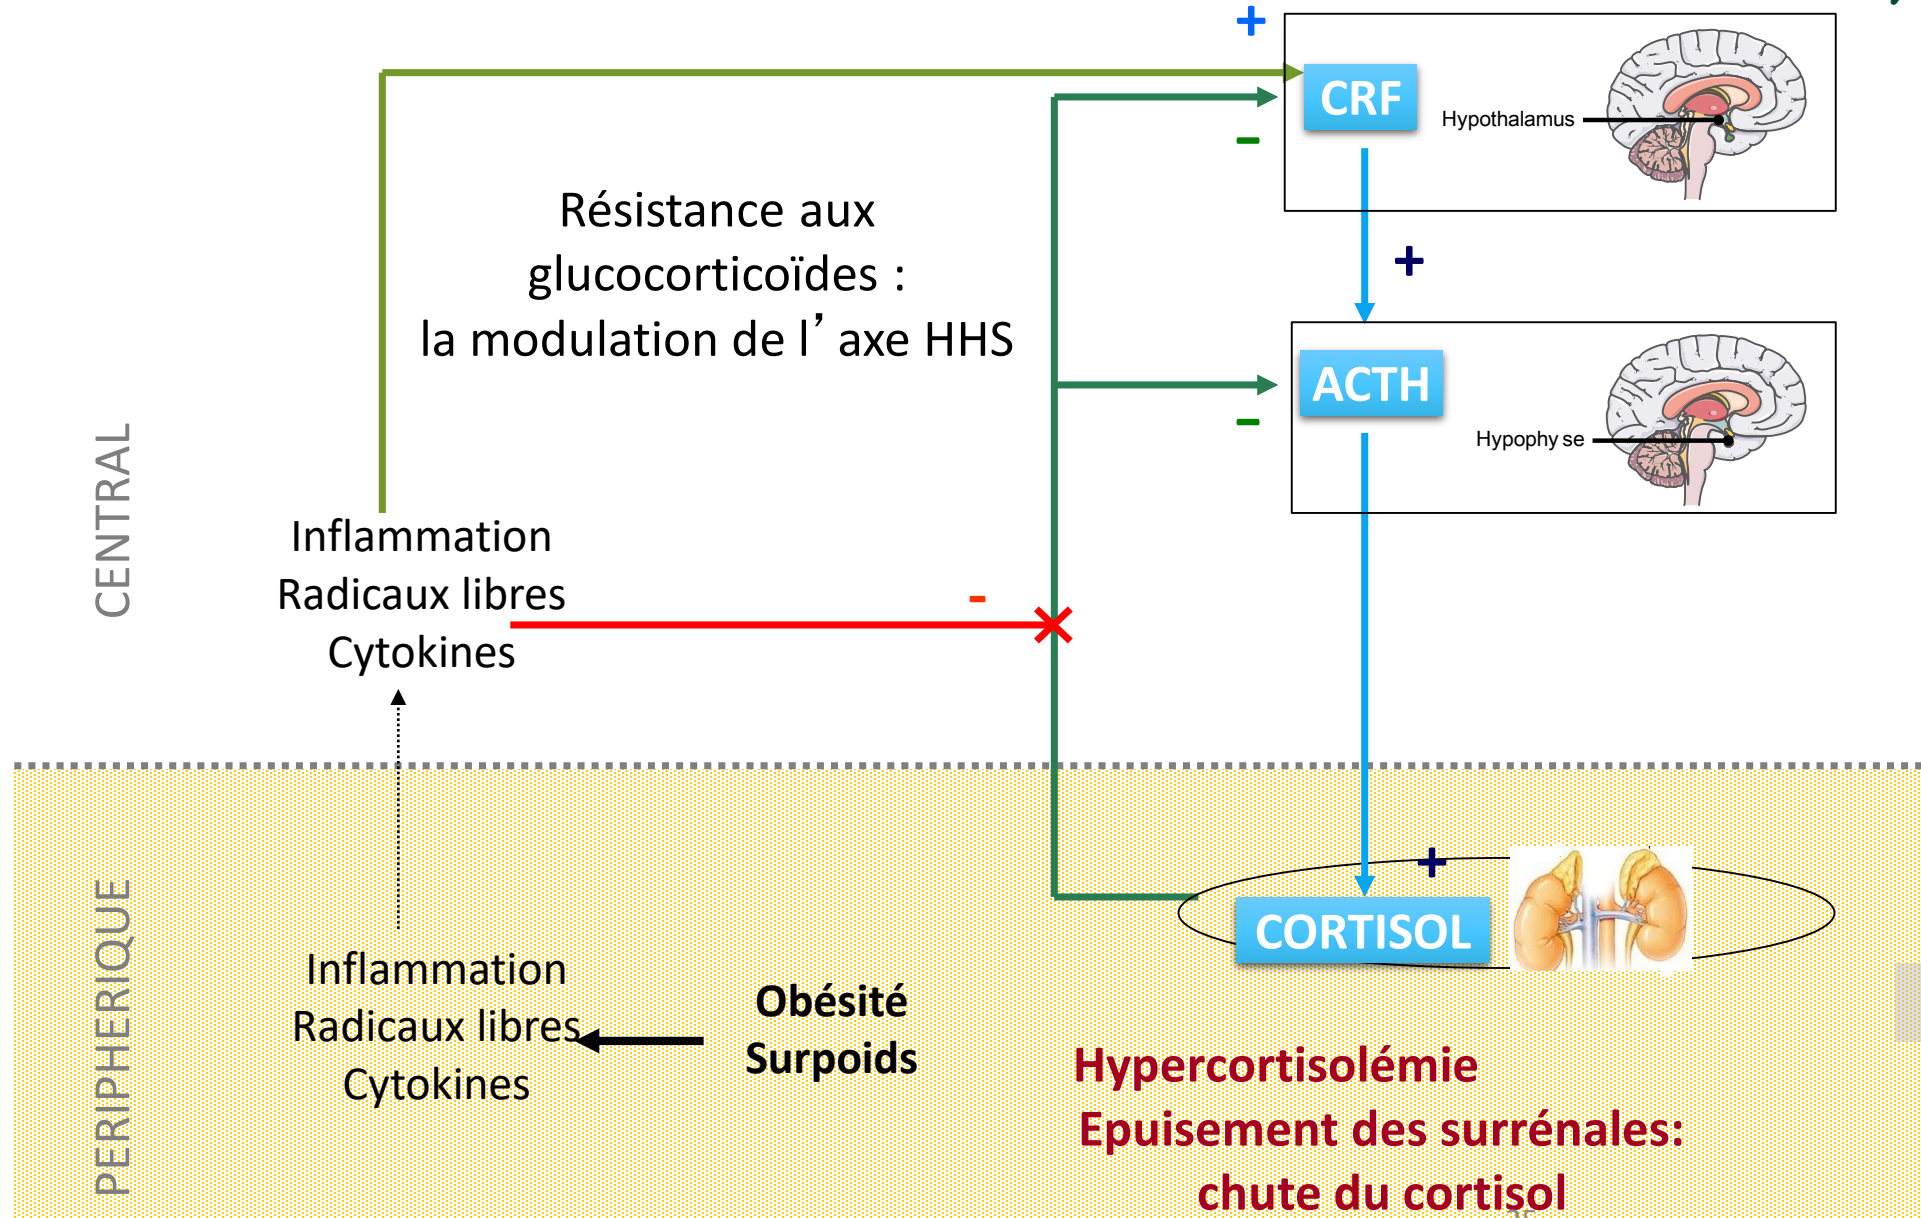 +
CRF
Hypothalamus
-
Résistance aux
glucocorticoïdes :
la modulation de l’ axe HHS
+
ACTH
Hypophy se
-
CENTRAL
Inflammation
Radicaux libres
Cytokines
-
+
CORTISOL
PERIPHERIQUE
Inflammation
Radicaux libres
Cytokines
Obésité
Surpoids
Hypercortisolémie
Epuisement des surrénales:
chute du cortisol